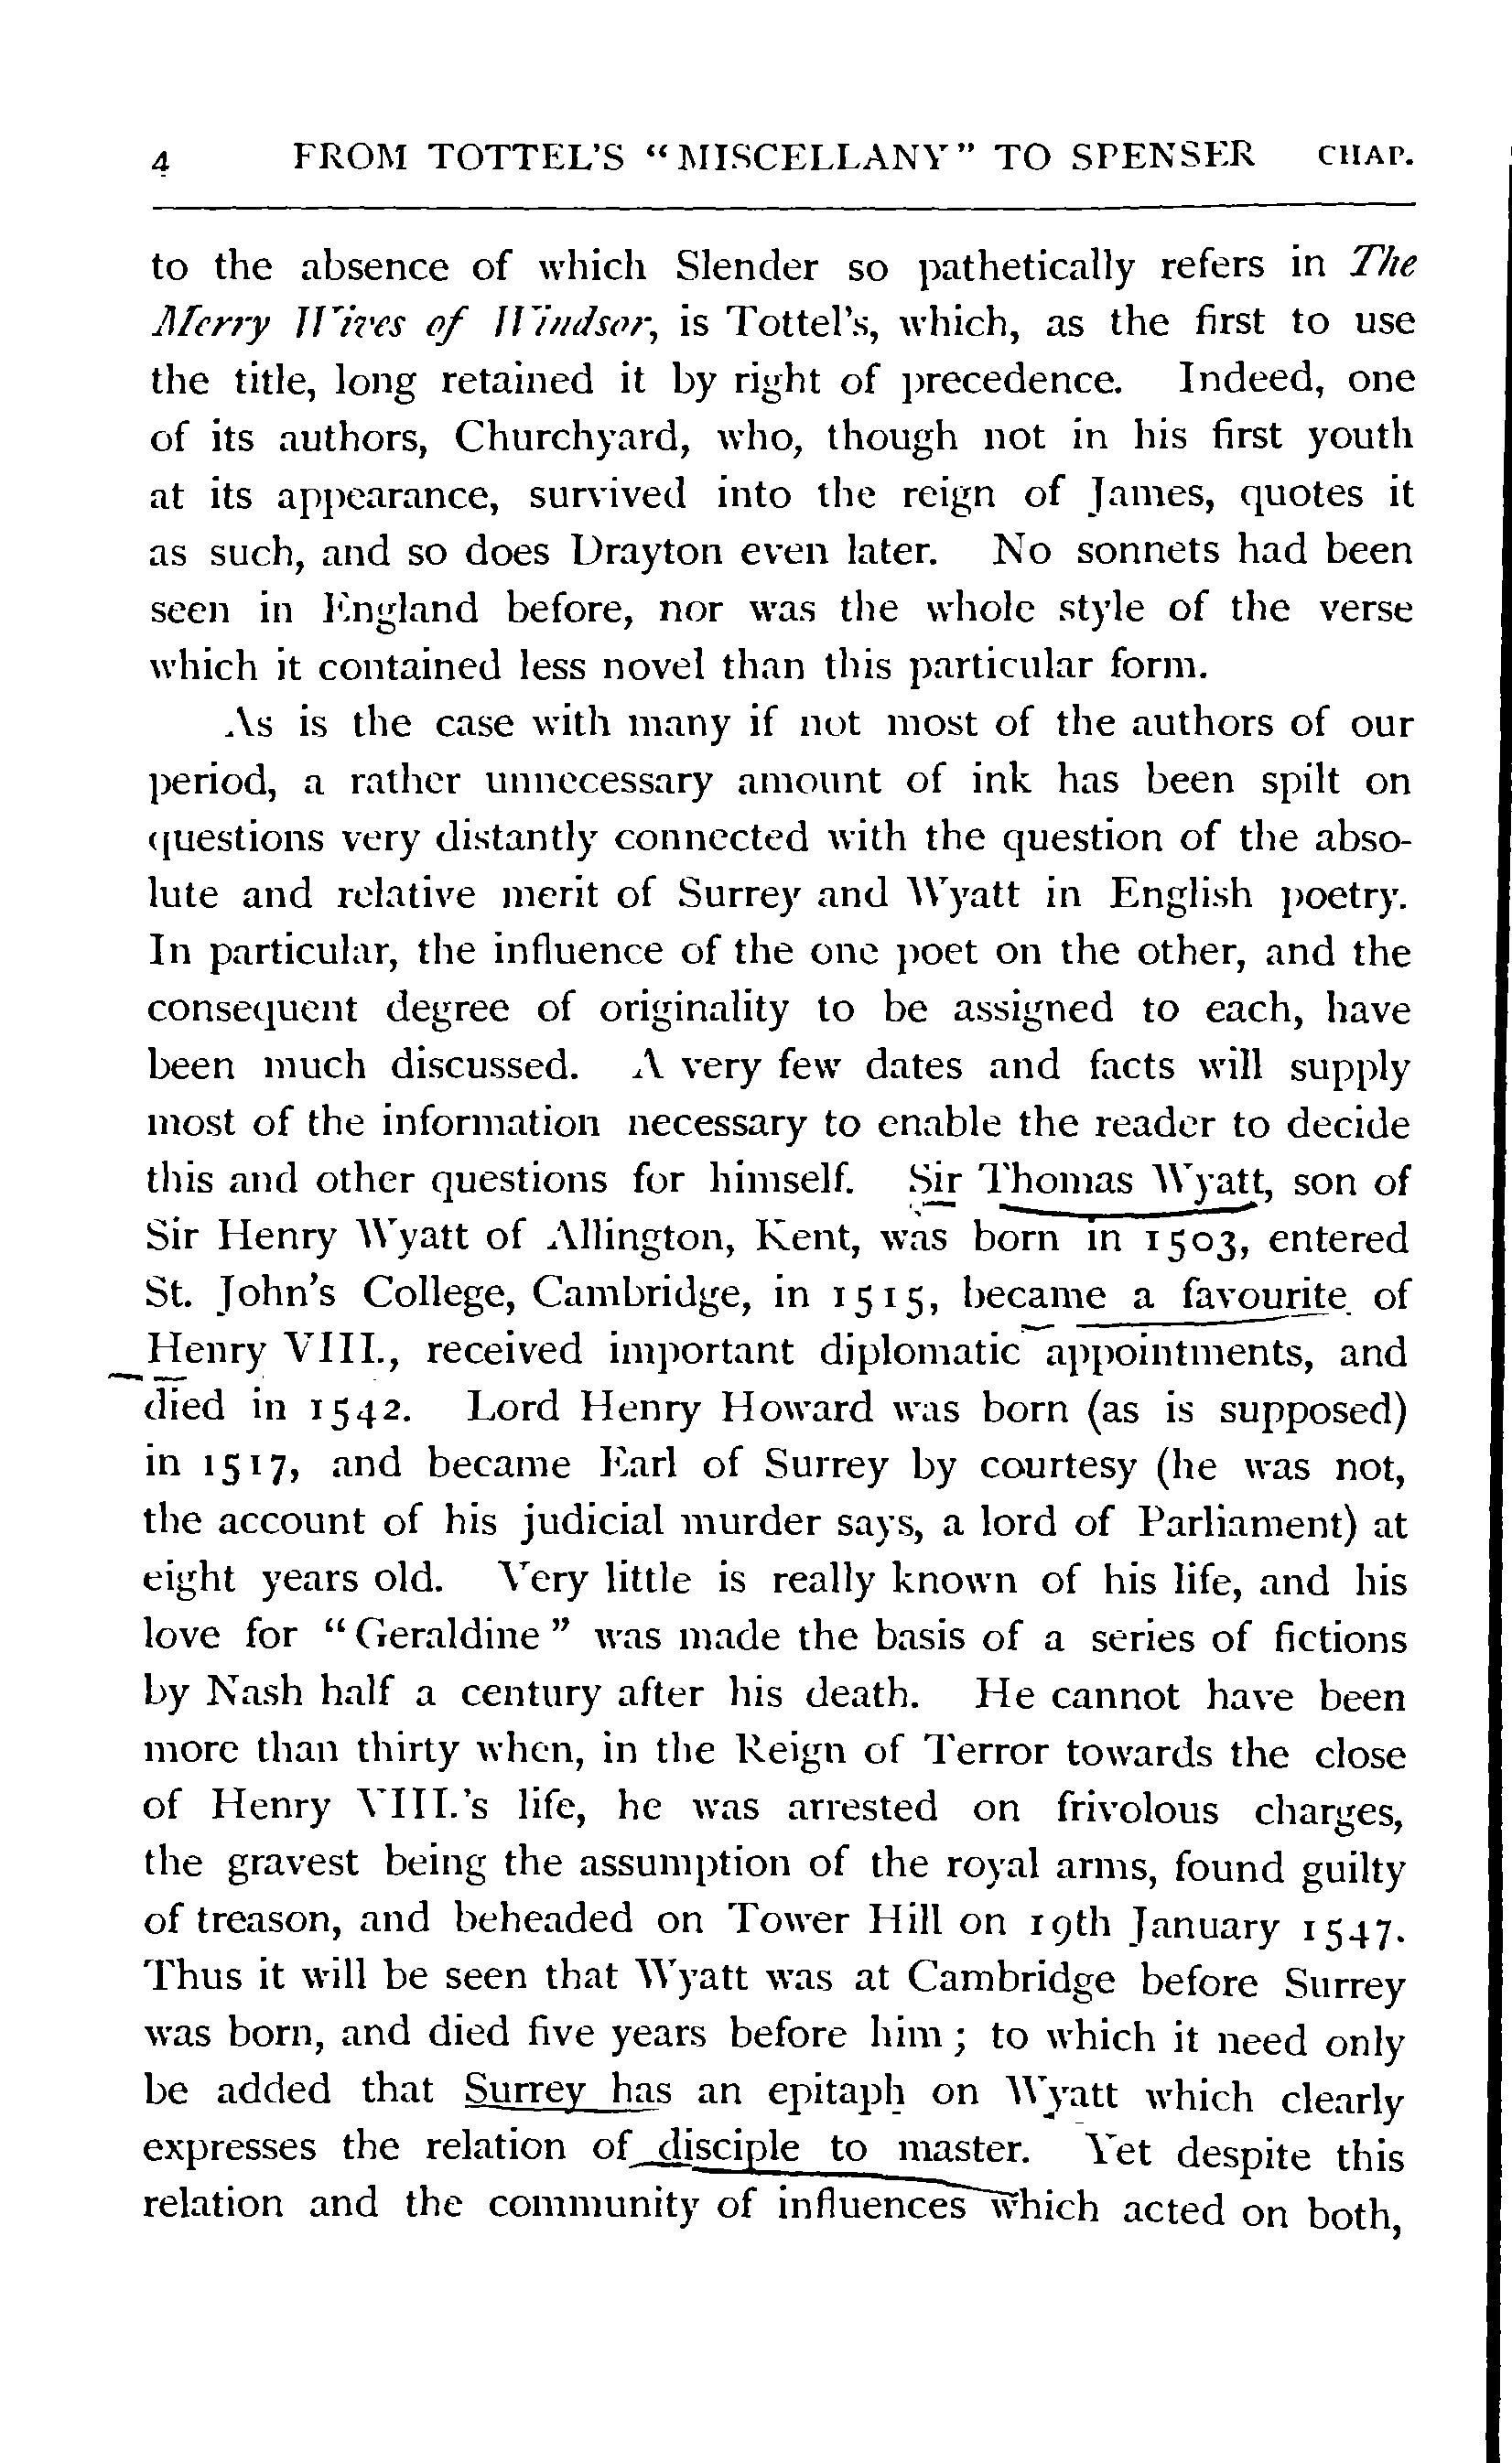 4 FROM TOTTEL'S “MISCELLANY” TO SPENSER CHAP.
to the absence of which Slender so pathetically refers in The
Merry Wives of Windsor, is Tottel's, which, as the first to use
the title, long retained it by right of precedence. Indeed, one
of its authors, Churchyard, who, though not in his first youth
at its appearance, survived into the reign of James, quotes it
as such, and so does Drayton even later. No sonnets had been
seen in England before, nor was the whole style of the verse
which it contained less novel than this particular form.
As is the case with many if not most of the authors of our
period, a rather unnecessary amount of ink has been spilt on
questions very distantly connected with the question of the abso-
lute and relative merit of Surrey and Wyatt in English poetry.
In particular, the influence of the one poet on the other, and the
consequent degree of originality to be assigned to each, have
been much discussed. A very few dates and facts will supply
most of the information necessary to enable the reader to decide
this and other questions for himself. Sir Thomas Wyatt, son of
Sir Henry Wyatt of Allington, Kent, was born in 1503, entered
St. John's College, Cambridge, in 1515, became a favourite of
Henry VIII., received important diplomatic appointments, and
died in 1542. Lord Henry Howard was born (as is supposed)
in 1517, and became Earl of Surrey by courtesy (he was not,
the account of his judicial murder says, a lord of Parliament) at
eight years old. Very little is really known of his life, and his
love for “Geraldine” was made the basis of a series of fictions
by Nash half a century after his death. He cannot have been
more than thirty when, in the Reign of Terror towards the close
of Henry VIII.'s life, he was arrested on frivolous charges,
the gravest being the assumption of the royal arms, found guilty
of treason, and beheaded on Tower Hill on 19th January 1547.
Thus it will be seen that Wyatt was at Cambridge before Surrey
was born, and died five years before him; to which it need only
be added that Surrey has an epitaph on Wyatt which clearly
expresses the relation of disciple to master. Yet despite this
relation and the community of influences which acted on both,